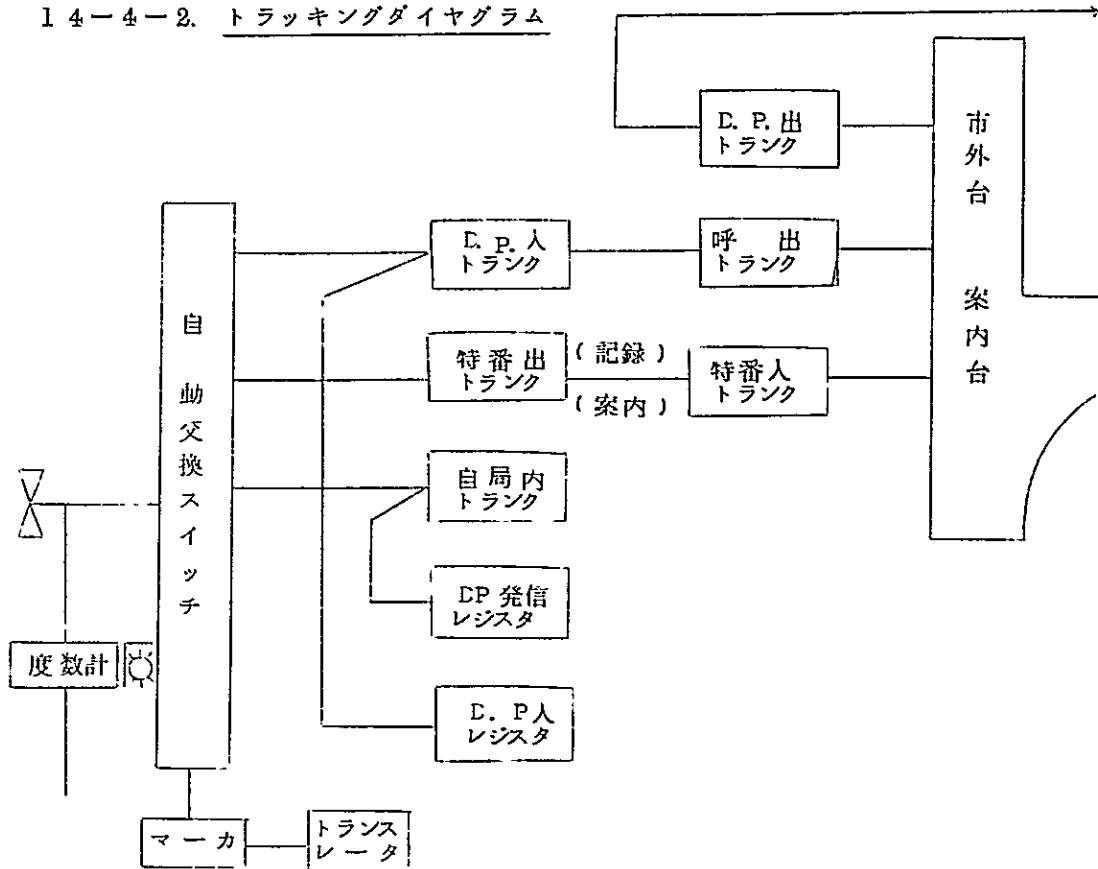 14-4-2. トラッキングダイヤグラム
D. P. 出
トランク
市外台 案内台
D. P. 入
トランク
呼 出
トランク
自動交換スイッチ
特番出
トランク
(記録)
(案内)
特番入
トランク
自局内
トランク
DP発信
レジスタ
度数計
D. P入
レジスタ
マーカ
トランス
レータ